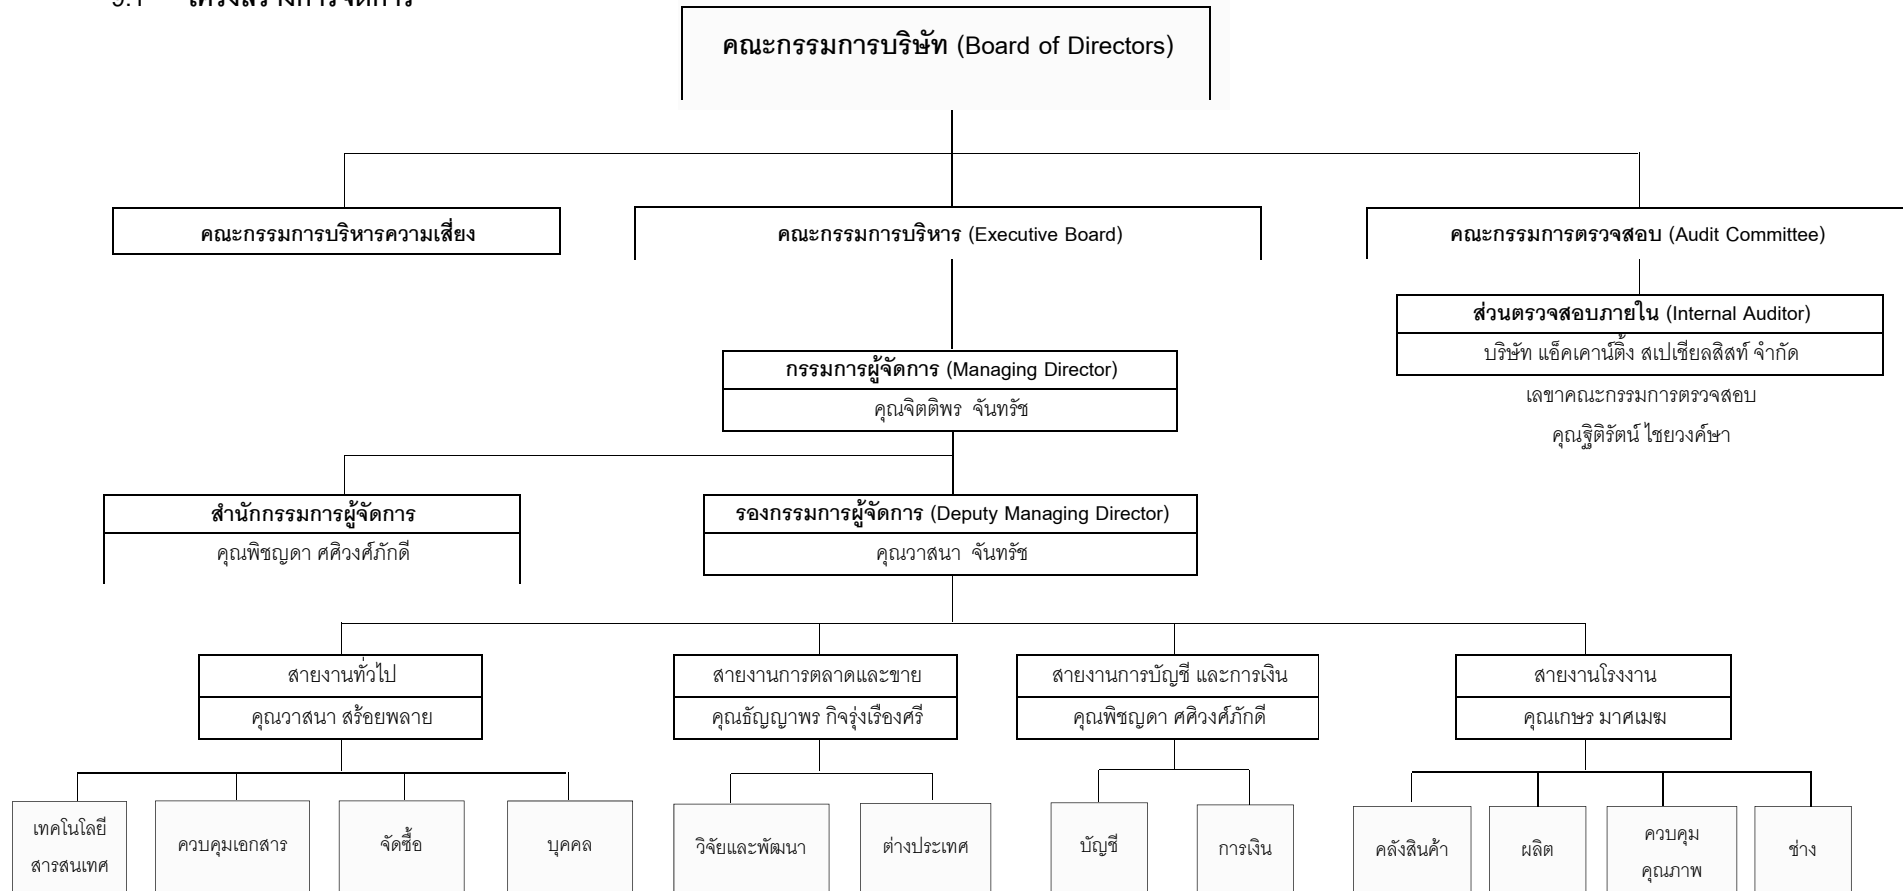 9.1 โครงสร้างการจัดการ
คณะกรรมการบริษัท (Board of Directors)
คณะกรรมการบริหารความเสี่ยง
คณะกรรมการบริหาร (Executive Board)
คณะกรรมการตรวจสอบ (Audit Committee)
ส่วนตรวจสอบภายใน (Internal Auditor)
บริษัท แอ็คเคาน์ติ้ง สเปเชียลสิสท์ จำกัด
เลขาคณะกรรมการตรวจสอบ
คุณฐิติรัตน์ ไชยวงค์ษา
กรรมการผู้จัดการ (Managing Director)
คุณจิตติพร จันทรัช
สำนักกรรมการผู้จัดการ
คุณพิชญดา ศศิวงศ์ภักดี
รองกรรมการผู้จัดการ (Deputy Managing Director)
คุณวาสนา จันทรัช
สายงานทั่วไป
คุณวาสนา สร้อยพลาย
สายงานการตลาดและขาย
คุณธัญญาพร กิจรุ่งเรืองศรี
สายงานการบัญชี และการเงิน
คุณพิชญดา ศศิวงศ์ภักดี
สายงานโรงงาน
คุณเกษร มาศเมฆ
เทคโนโลยี
สารสนเทศ
ควบคุมเอกสาร
จัดซื้อ
บุคคล
วิจัยและพัฒนา
ต่างประเทศ
บัญชี
การเงิน
คลังสินค้า
ผลิต
ควบคุม
คุณภาพ
ช่าง